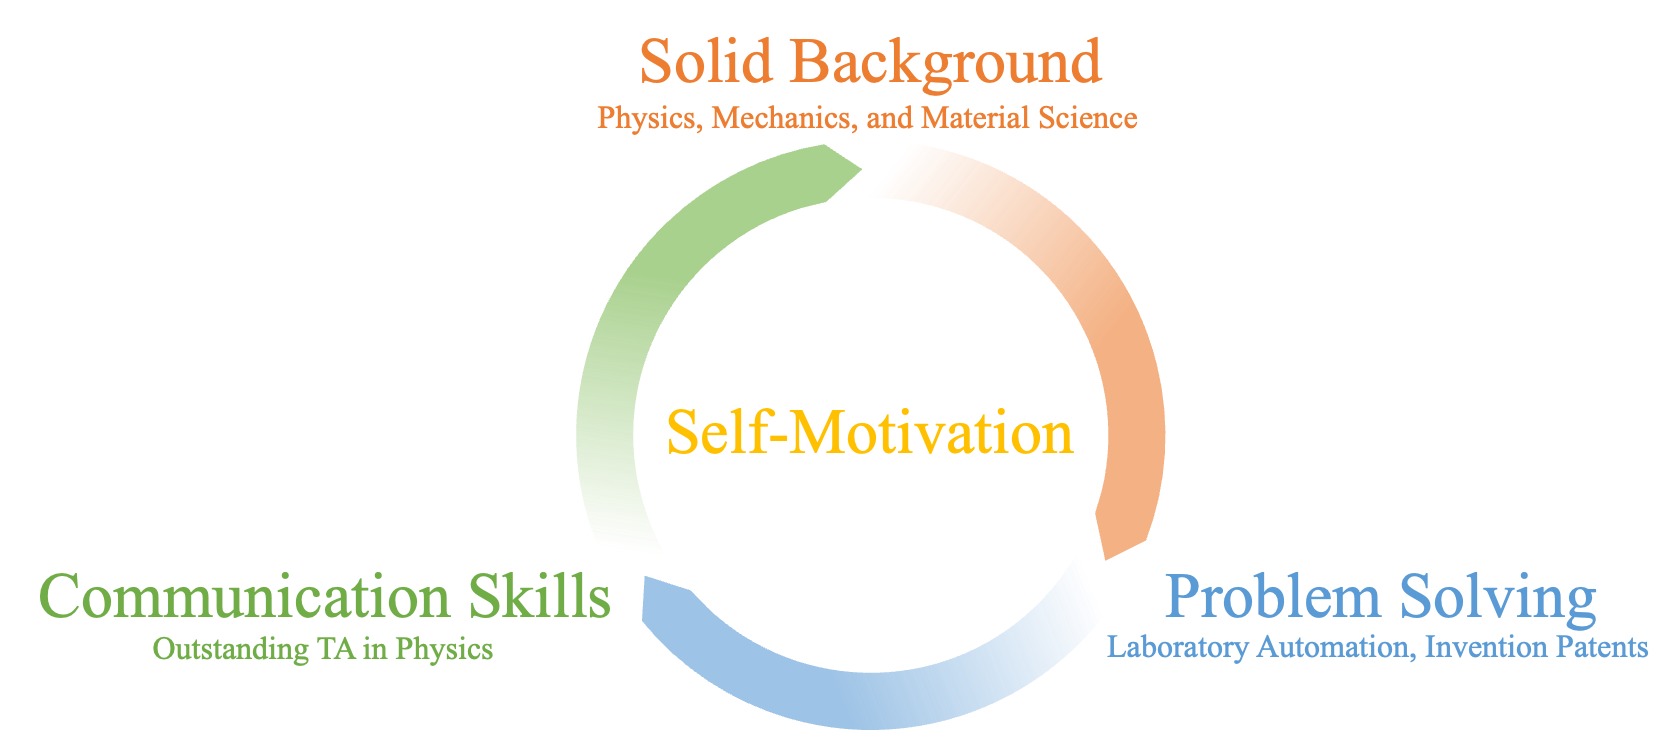 Solid Background
Physics, Mechanics, and Material Science
Self-Motivation
Communication Skills
Outstanding TA in Physics
Problem Solving
Laboratory Automation, Invention Patents